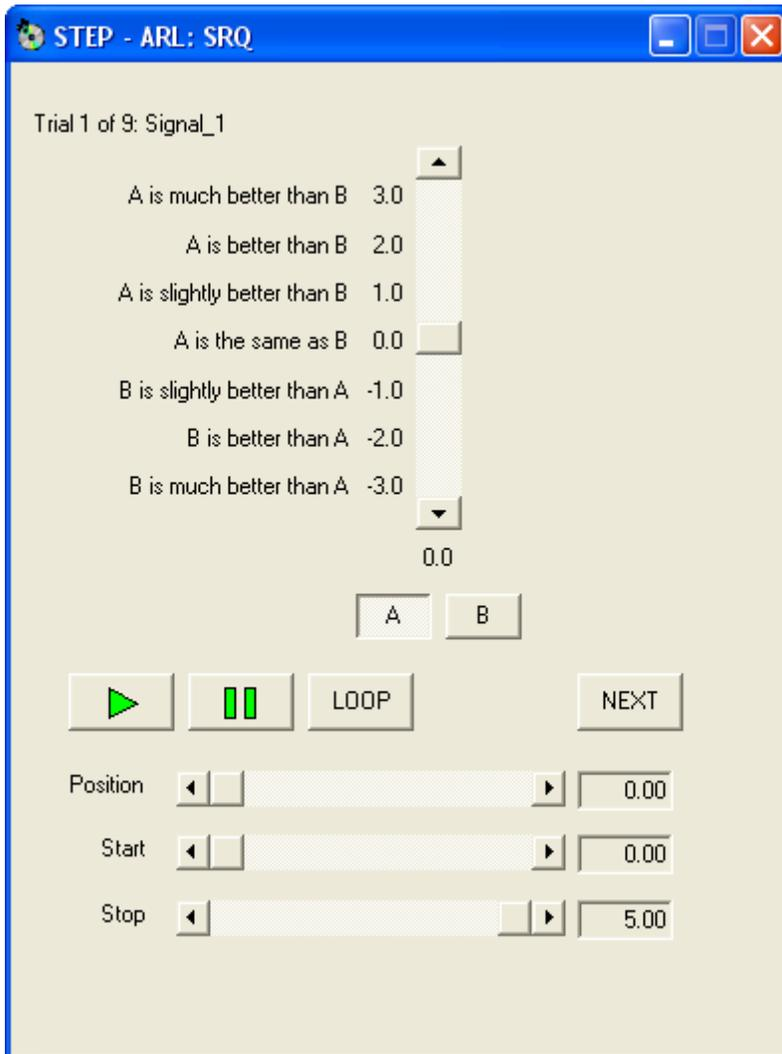 STEP - ARL: SRQ
Trial 1 of 9: Signal_1
A is much better than B 3.0
A is better than B 2.0
A is slightly better than B 1.0
A is the same as B 0.0
B is slightly better than A -1.0
B is better than A -2.0
B is much better than A -3.0
0.0
A B
LOOP NEXT
Position 0.00
Start 0.00
Stop 5.00